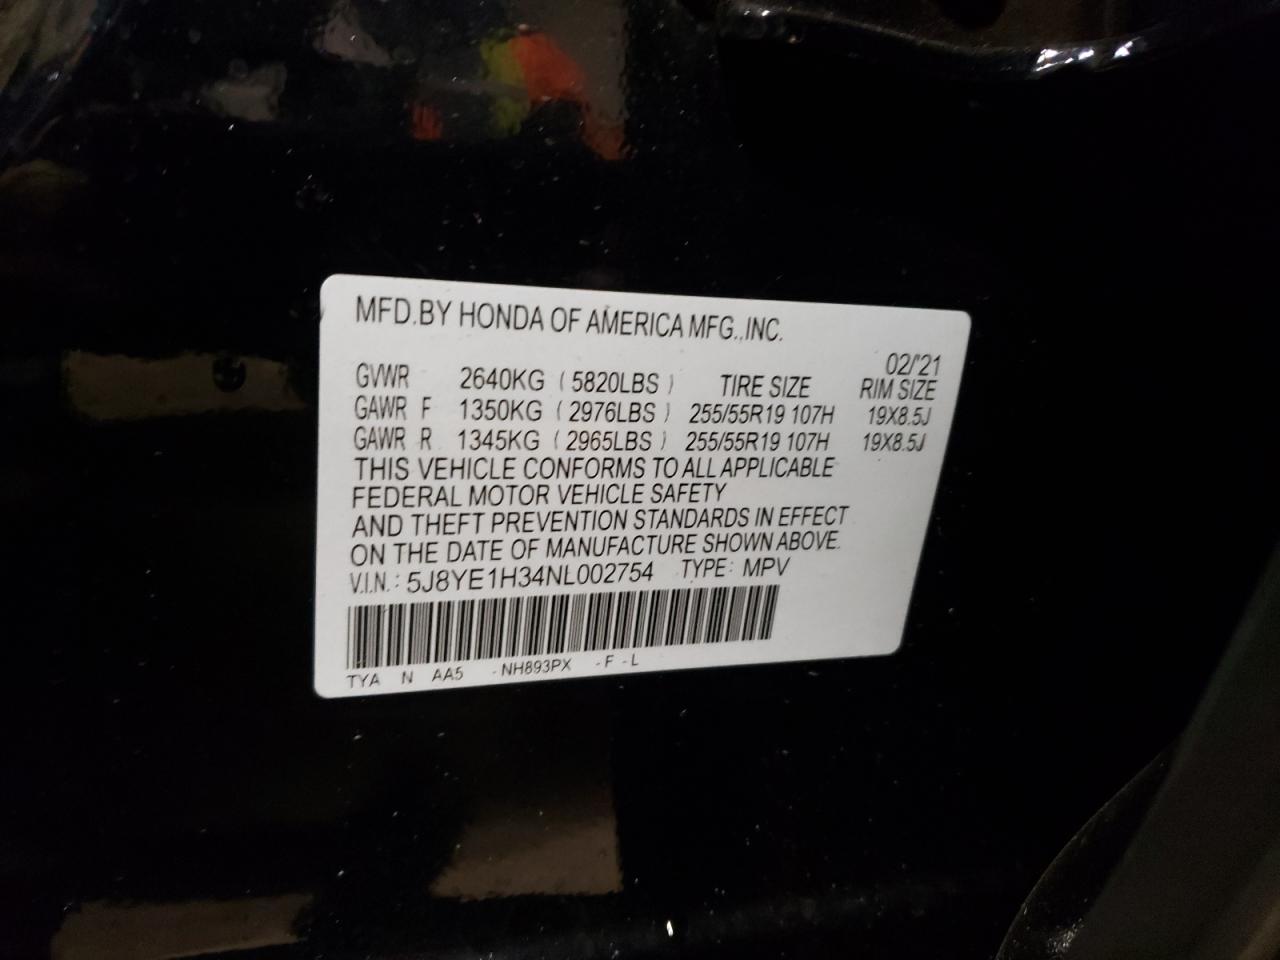 MFD.BY HONDA OF AMERICA MFG.,INC.
02/'21
GVWR 2640KG ( 5820LBS ) TIRE SIZE RIM SIZE
GAWR F 1350KG ( 2976LBS ) 255/55R19 107H 19X8.5J
GAWR R 1345KG ( 2965LBS ) 255/55R19 107H 19X8.5J
THIS VEHICLE CONFORMS TO ALL APPLICABLE
FEDERAL MOTOR VEHICLE SAFETY
AND THEFT PREVENTION STANDARDS IN EFFECT
ON THE DATE OF MANUFACTURE SHOWN ABOVE.
V.I.N.: 5J8YE1H34NL002754 TYPE: MPV
TYA N AA5 -NH893PX -F -L